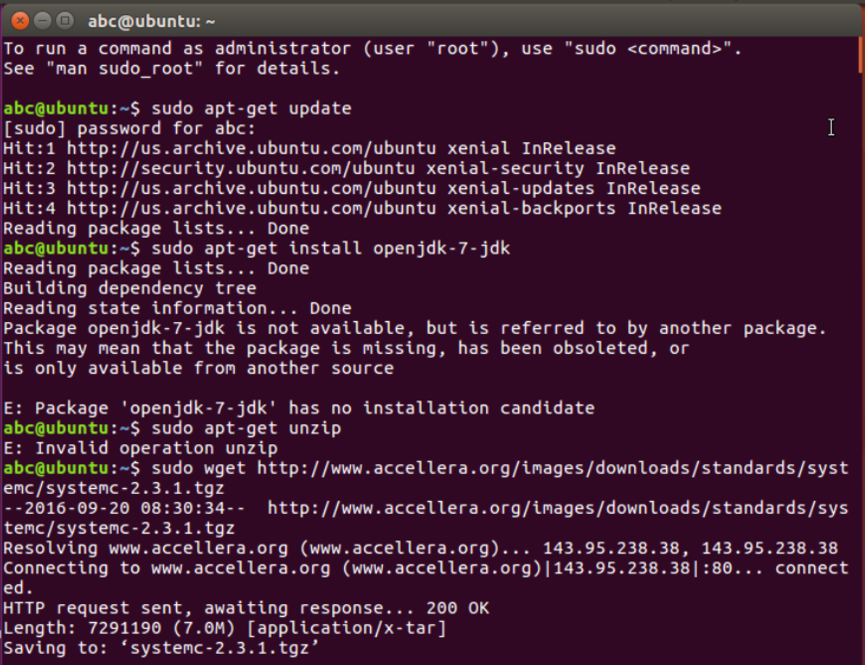 abc@ubuntu: ~
To run a command as administrator (user "root"), use "sudo <command>".
See "man sudo_root" for details.
abc@ubuntu:~$ sudo apt-get update
[sudo] password for abc:
Hit:1 http://us.archive.ubuntu.com/ubuntu xenial InRelease
Hit:2 http://security.ubuntu.com/ubuntu xenial-security InRelease
Hit:3 http://us.archive.ubuntu.com/ubuntu xenial-updates InRelease
Hit:4 http://us.archive.ubuntu.com/ubuntu xenial-backports InRelease
Reading package lists... Done
abc@ubuntu:~$ sudo apt-get install openjdk-7-jdk
Reading package lists... Done
Building dependency tree
Reading state information... Done
Package openjdk-7-jdk is not available, but is referred to by another package.
This may mean that the package is missing, has been obsoleted, or
is only available from another source
E: Package 'openjdk-7-jdk' has no installation candidate
abc@ubuntu:~$ sudo apt-get unzip
E: Invalid operation unzip
abc@ubuntu:~$ sudo wget http://www.accellera.org/images/downloads/standards/syst
emc/systemc-2.3.1.tgz
--2016-09-20 08:30:34--  http://www.accellera.org/images/downloads/standards/sys
temc/systemc-2.3.1.tgz
Resolving www.accellera.org (www.accellera.org)... 143.95.238.38, 143.95.238.38
Connecting to www.accellera.org (www.accellera.org)|143.95.238.38|:80... connect
ed.
HTTP request sent, awaiting response... 200 OK
Length: 7291190 (7.0M) [application/x-tar]
Saving to: ‘systemc-2.3.1.tgz’